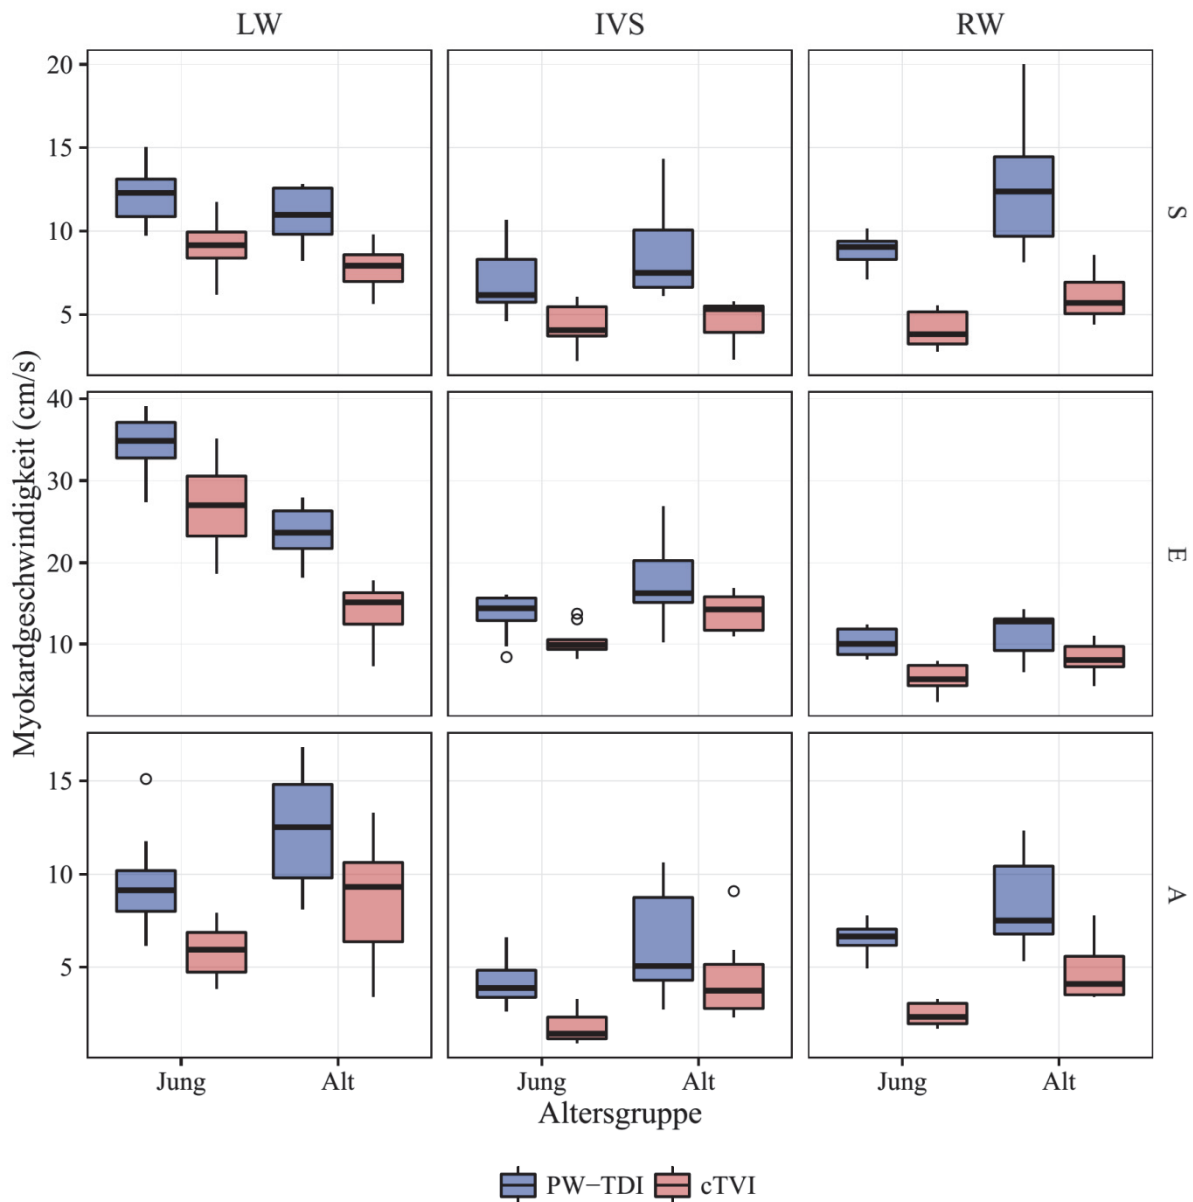 LW IVS RW
20
15
10
5
S
Myokardgeschwindigkeit (cm/s)
40
30
20
10
E
15
10
5
A
Jung Alt Jung Alt Jung Alt
Altersgruppe
PW−TDI cTVI